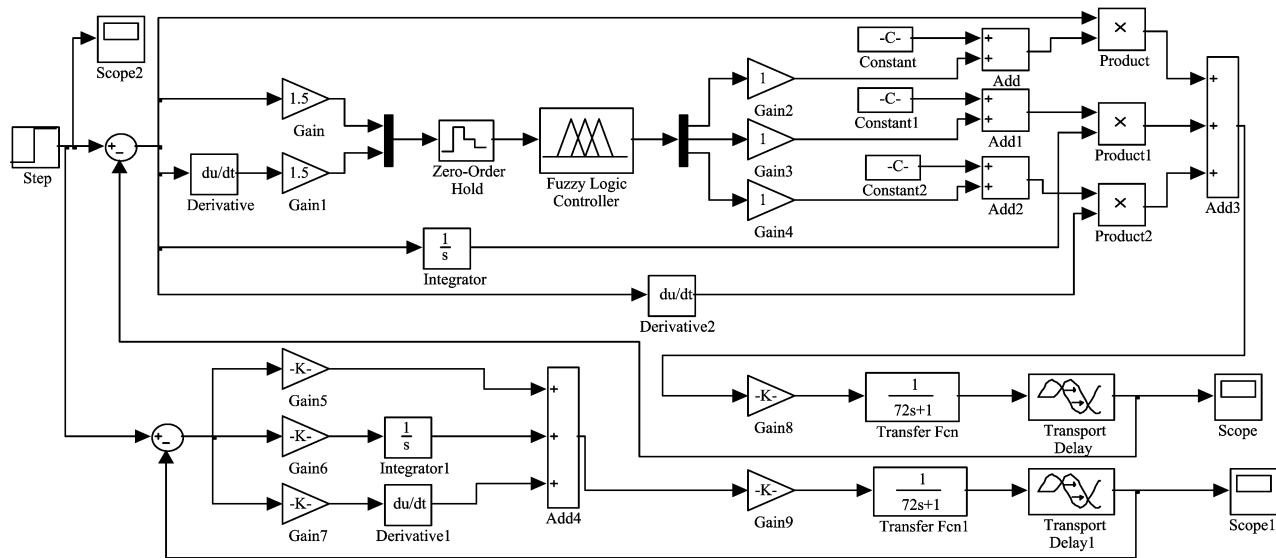 Scope2
Step
+
−
1.5
Gain
du/dt
Derivative
1.5
Gain1
Zero-Order
Hold
Fuzzy Logic
Controller
1
Gain2
1
Gain3
1
Gain4
-C-
Constant
-C-
Constant1
-C-
Constant2
+
+
Add
+
+
Add1
+
+
Add2
×
Product
×
Product1
×
Product2
+
+
+
Add3
1
s
Integrator
du/dt
Derivative2
+
−
-K-
Gain5
-K-
Gain6
-K-
Gain7
1
s
Integrator1
du/dt
Derivative1
+
+
+
Add4
-K-
Gain8
1
72s+1
Transfer Fcn
Transport
Delay
Scope
-K-
Gain9
1
72s+1
Transfer Fcn1
Transport
Delay1
Scope1